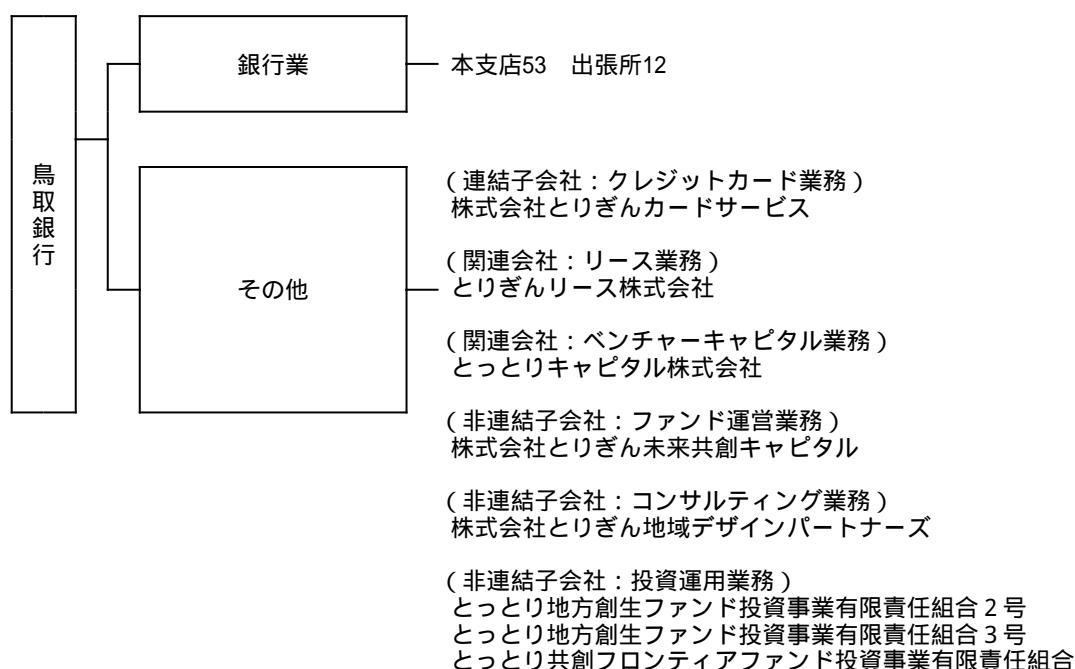 鳥取銀行
銀行業
本支店53 出張所12
その他
(連結子会社:クレジットカード業務)
株式会社とりぎんカードサービス
(関連会社:リース業務)
とりぎんリース株式会社
(関連会社:ベンチャーキャピタル業務)
とっとりキャピタル株式会社
(非連結子会社:ファンド運営業務)
株式会社とりぎん未来共創キャピタル
(非連結子会社:コンサルティング業務)
株式会社とりぎん地域デザインパートナーズ
(非連結子会社:投資運用業務)
とっとり地方創生ファンド投資事業有限責任組合2号
とっとり地方創生ファンド投資事業有限責任組合3号
とっとり共創フロンティアファンド投資事業有限責任組合